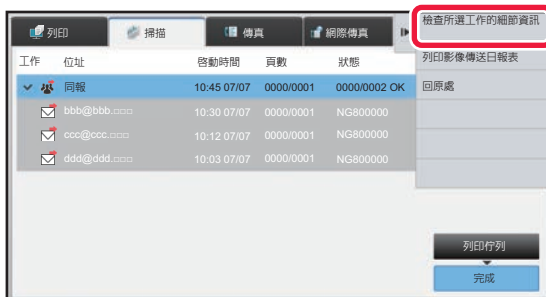 列印 掃描 傳真 網際傳真 檢查所選工作的細節資訊
工作 位址 啓動時間 頁數 狀態 列印影像傳送日報表
同報 10:45 07/07 0000/0001 0000/0002 OK 回原處
bbb@bbb.□□□ 10:30 07/07 0000/0001 NG800000
ccc@ccc.□□□ 10:12 07/07 0000/0001 NG800000
ddd@ddd.□□□ 10:03 07/07 0000/0001 NG800000
列印佇列
完成